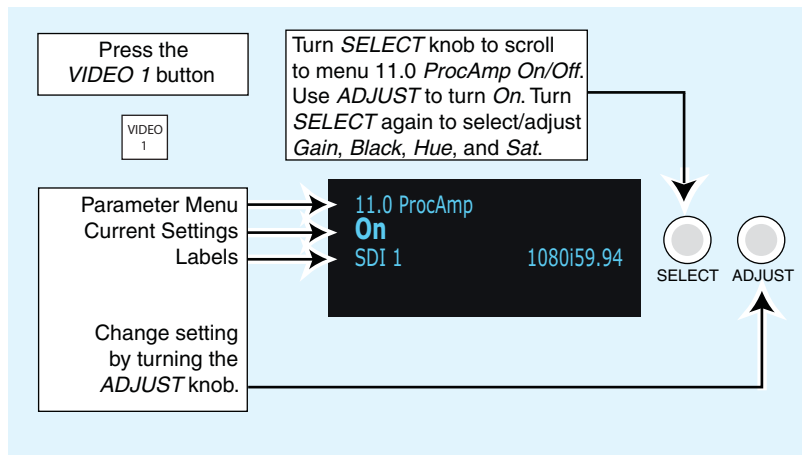 Press the
VIDEO 1 button
Turn SELECT knob to scroll
to menu 11.0 ProcAmp On/Off.
Use ADJUST to turn On. Turn
SELECT again to select/adjust
Gain, Black, Hue, and Sat.
VIDEO
1
Parameter Menu
Current Settings
Labels
Change setting
by turning the
ADJUST knob.
11.0 ProcAmp
On
SDI 1 1080i59.94
SELECT ADJUST